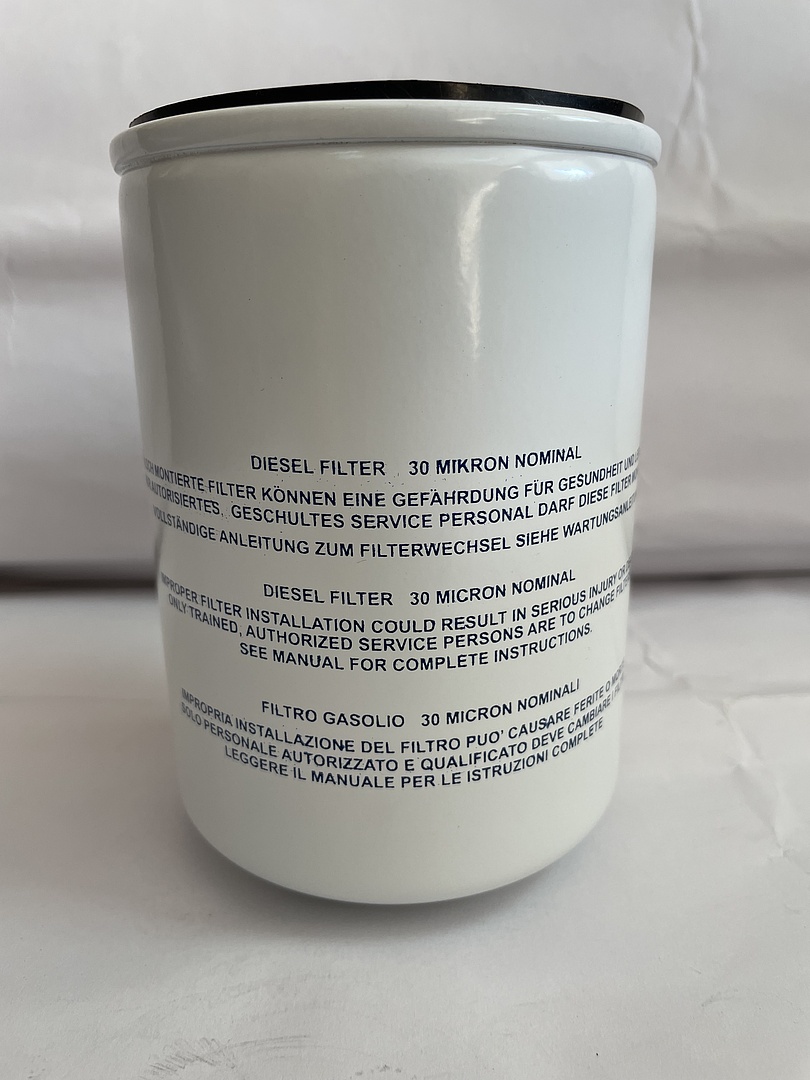 DIESEL FILTER 30 MIKRON NOMINAL
MONTIERTE FILTER KÖNNEN EINE GEFÄHRDUNG FÜR GESUNDHEIT UND
GESCHULTES SERVICE PERSONAL DARF DIESE FILTER
VOLLSTÄNDIGE ANLEITUNG ZUM FILTERWECHSEL SIEHE
DIESEL FILTER 30 MICRON NOMINAL
IMPROPER FILTER INSTALLATION COULD RESULT IN SERIOUS INJURY OR
ONLY TRAINED, AUTHORIZED SERVICE PERSONS ARE TO CHANGE
SEE MANUAL FOR COMPLETE INSTRUCTIONS.
FILTRO GASOLIO 30 MICRON NOMINALI
IMPROPRIA INSTALLAZIONE DEL FILTRO PUO' CAUSARE FERITE O
SOLO PERSONALE AUTORIZZATO E QUALIFICATO DEVE CAMBIARE I
LEGGERE IL MANUALE PER LE ISTRUZIONI COMPLETE